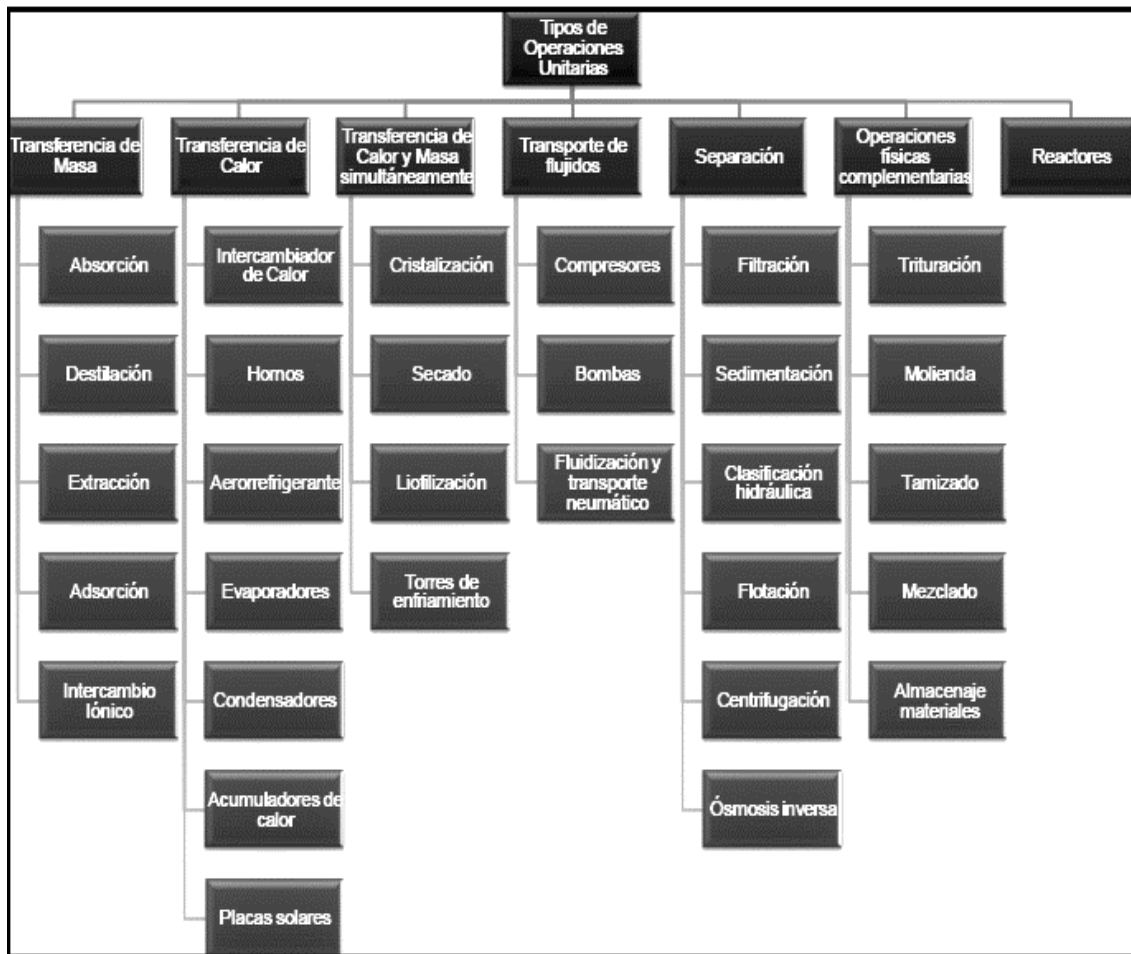 Tipos de
Operaciones
Unitarias
Transferencia de
Masa
Transferencia de
Calor
Transferencia de
Calor y Masa
simultáneamente
Transporte de
flujidos
Separación
Operaciones
físicas
complementarias
Reactores
Absorción
Destilación
Extracción
Adsorción
Intercambio
Iónico
Intercambiador
de Calor
Hornos
Aerorrefrigerante
Evaporadores
Condensadores
Acumuladores de
calor
Placas solares
Cristalización
Secado
Liofilización
Torres de
enfriamiento
Compresores
Bombas
Fluidización y
transporte
neumático
Filtración
Sedimentación
Clasificación
hidráulica
Flotación
Centrifugación
Ósmosis inversa
Trituración
Molienda
Tamizado
Mezclado
Almacenaje
materiales